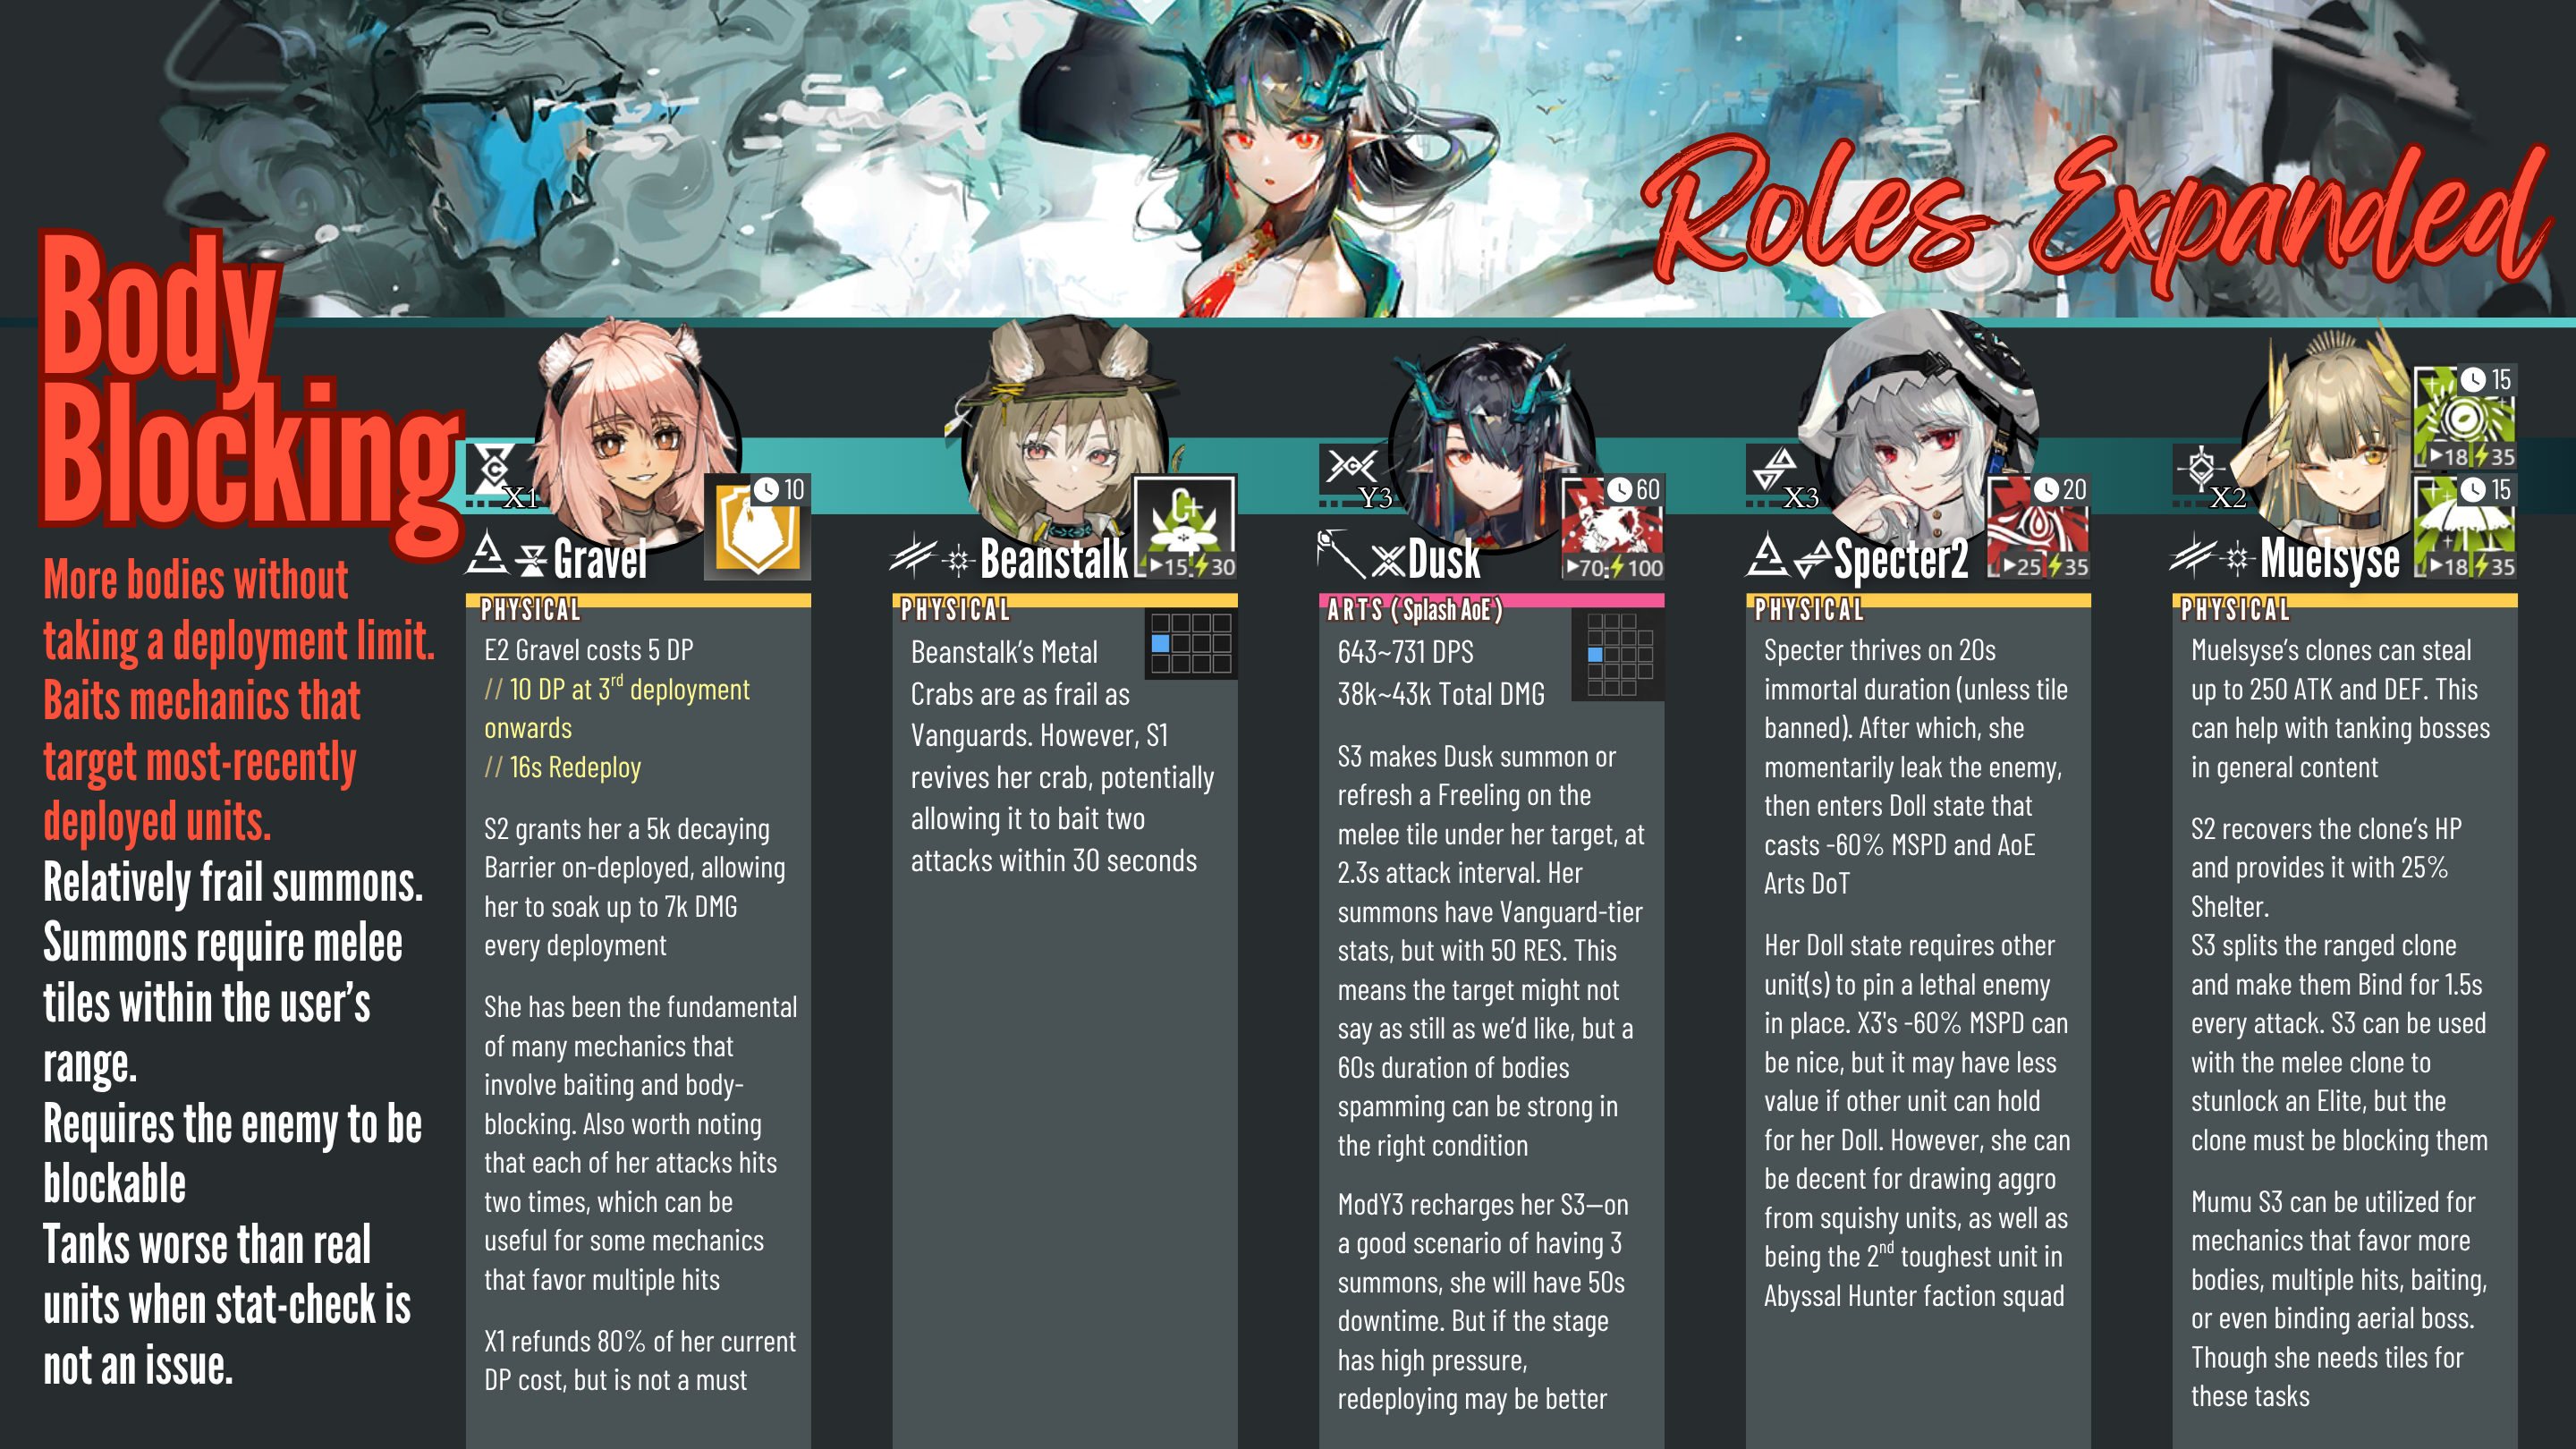 Roles Expanded
Body
Blocking
More bodies without
taking a deployment limit.
Baits mechanics that
target most-recently
deployed units.
Relatively frail summons.
Summons require melee
tiles within the user's
range.
Requires the enemy to be
blockable
Tanks worse than real
units when stat-check is
not an issue.
X1
10
Gravel
PHYSICAL
E2 Gravel costs 5 DP
// 10 DP at 3rd deployment
onwards
// 16s Redeploy
S2 grants her a 5k decaying
Barrier on-deployed, allowing
her to soak up to 7k DMG
every deployment
She has been the fundamental
of many mechanics that
involve baiting and body-
blocking. Also worth noting
that each of her attacks hits
two times, which can be
useful for some mechanics
that favor multiple hits
X1 refunds 80% of her current
DP cost, but is not a must
C+
15 30
Beanstalk
PHYSICAL
Beanstalk's Metal
Crabs are as frail as
Vanguards. However, S1
revives her crab, potentially
allowing it to bait two
attacks within 30 seconds
Y3
60
70 100
Dusk
ARTS (Splash AoE)
643~731 DPS
38k~43k Total DMG
S3 makes Dusk summon or
refresh a Freeling on the
melee tile under her target, at
2.3s attack interval. Her
summons have Vanguard-tier
stats, but with 50 RES. This
means the target might not
say as still as we'd like, but a
60s duration of bodies
spamming can be strong in
the right condition
ModY3 recharges her S3—on
a good scenario of having 3
summons, she will have 50s
downtime. But if the stage
has high pressure,
redeploying may be better
X3
20
25 35
Specter2
PHYSICAL
Specter thrives on 20s
immortal duration (unless tile
banned). After which, she
momentarily leak the enemy,
then enters Doll state that
casts -60% MSPD and AoE
Arts DoT
Her Doll state requires other
unit(s) to pin a lethal enemy
in place. X3's -60% MSPD can
be nice, but it may have less
value if other unit can hold
for her Doll. However, she can
be decent for drawing aggro
from squishy units, as well as
being the 2nd toughest unit in
Abyssal Hunter faction squad
15
18 35
X2
15
18 35
Muelsyse
PHYSICAL
Muelsyse's clones can steal
up to 250 ATK and DEF. This
can help with tanking bosses
in general content
S2 recovers the clone's HP
and provides it with 25%
Shelter.
S3 splits the ranged clone
and make them Bind for 1.5s
every attack. S3 can be used
with the melee clone to
stunlock an Elite, but the
clone must be blocking them
Mumu S3 can be utilized for
mechanics that favor more
bodies, multiple hits, baiting,
or even binding aerial boss.
Though she needs tiles for
these tasks